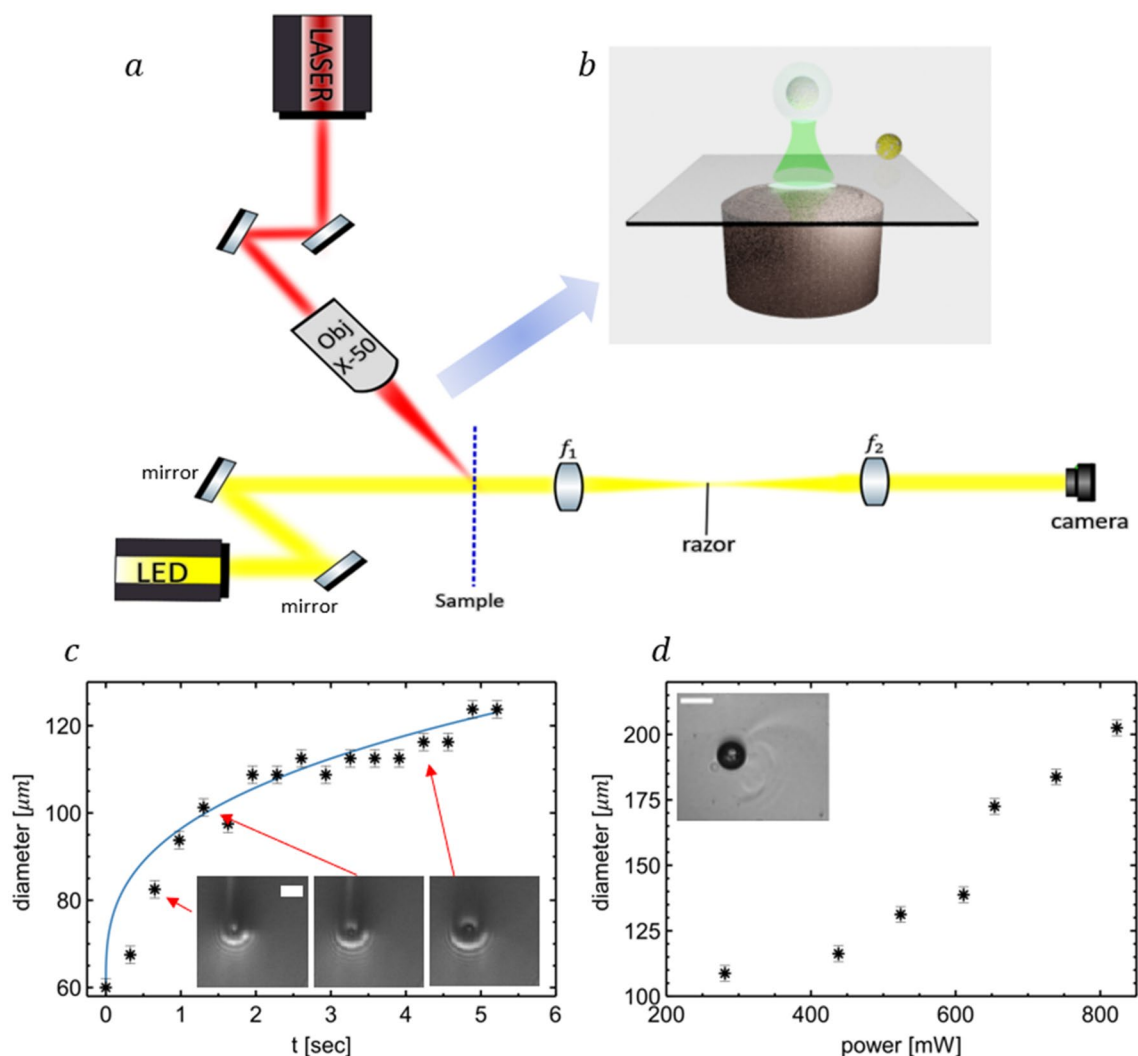 a
b
LASER
Obj
X-50
f₁
f₂
mirror
razor
camera
LED
mirror
Sample
c
d
diameter [μm]
120
100
80
60
0
1
2
3
4
5
6
t [sec]
diameter [μm]
200
175
150
125
100
200
400
600
800
power [mW]